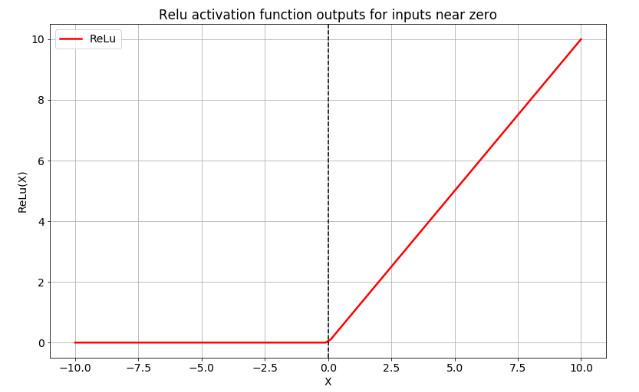 Relu activation function outputs for inputs near zero
ReLu
10
8
6
4
2
0
ReLu(X)
−10.0 −7.5 −5.0 −2.5 0.0 2.5 5.0 7.5 10.0
X